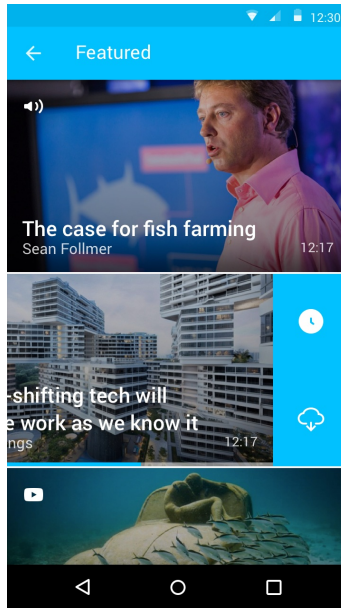 12:30
Featured
The case for fish farming
Sean Follmer
12:17
-shifting tech will
e work as we know it
ngs
12:17